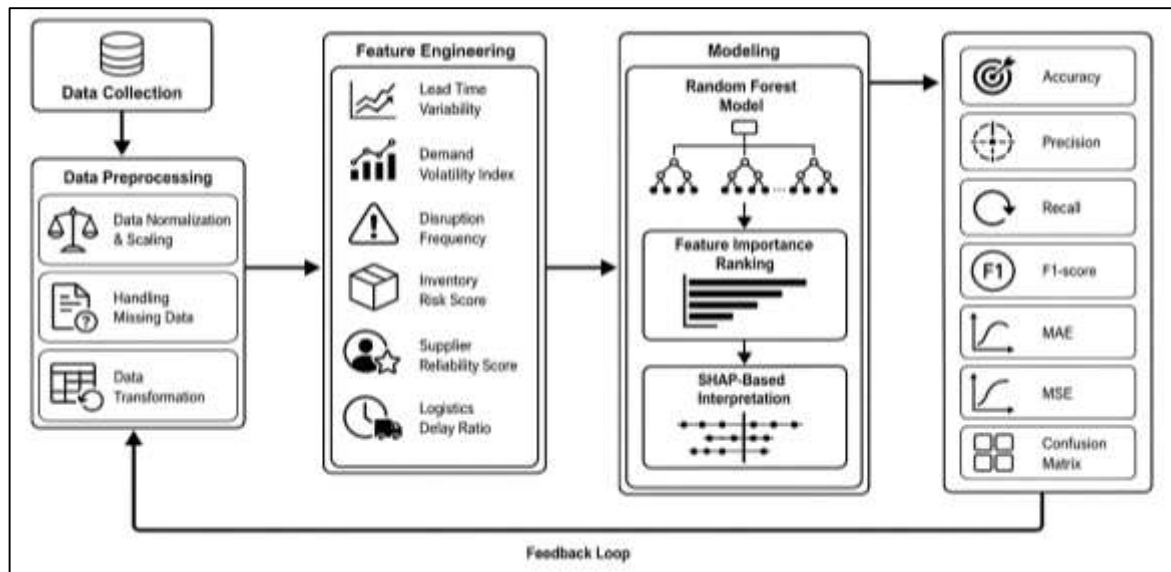 Data Collection
Data Preprocessing
Data Normalization
& Scaling
Handling
Missing Data
Data
Transformation
Feature Engineering
Lead Time
Variability
Demand
Volatility Index
Disruption
Frequency
Inventory
Risk Score
Supplier
Reliability Score
Logistics
Delay Ratio
Modeling
Random Forest
Model
Feature Importance
Ranking
SHAP-Based
Interpretation
Accuracy
Precision
Recall
F1
F1-score
MAE
MSE
Confusion
Matrix
Feedback Loop